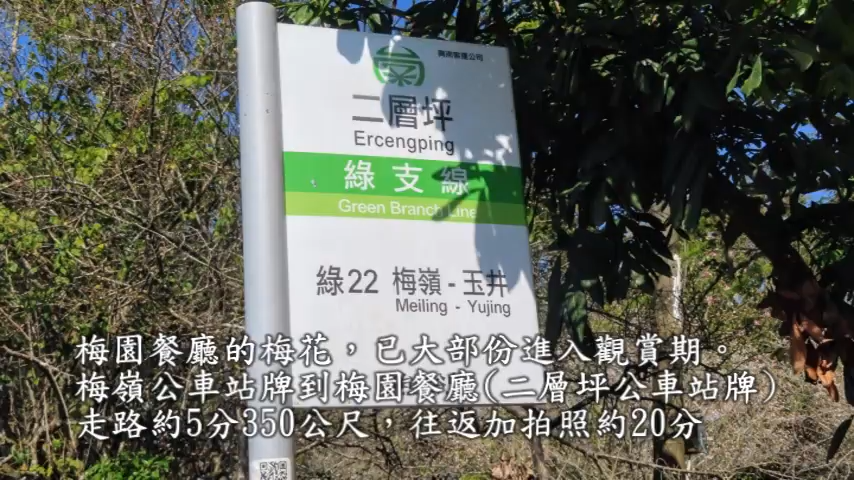 興南客運公司
二層坪
Ercengping
綠支線
Green Branch Line
綠22 梅嶺-玉井
Meiling - Yujing
梅園餐廳的梅花，已大部份進入觀賞期。
梅嶺公車站牌到梅園餐廳(二層坪公車站牌)
走路約5分350公尺，往返加拍照約20分